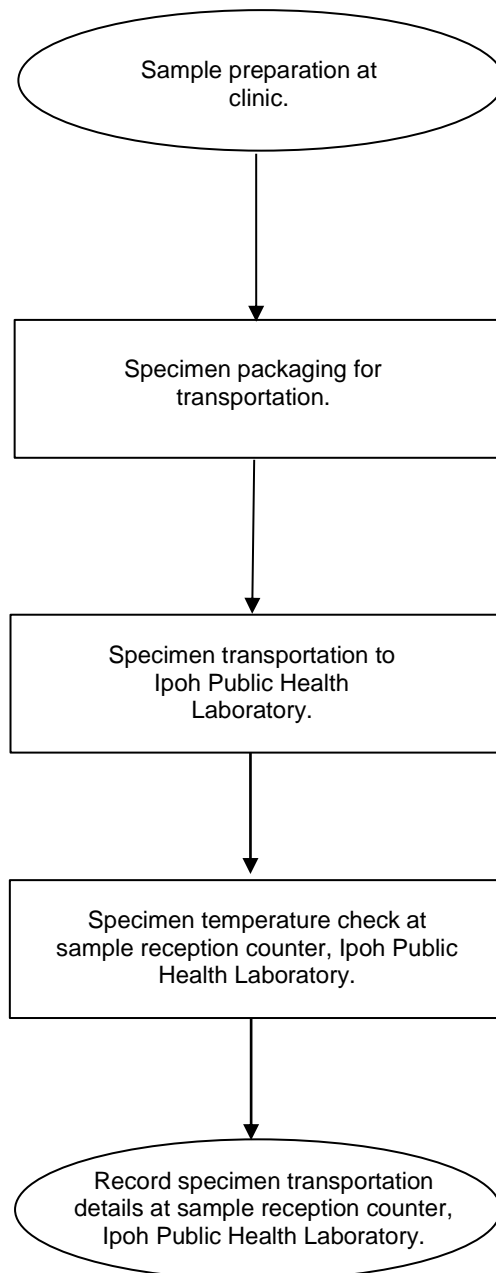 Sample preparation at
clinic.
Specimen packaging for
transportation.
Specimen transportation to
Ipoh Public Health
Laboratory.
Specimen temperature check at
sample reception counter, Ipoh Public
Health Laboratory.
Record specimen transportation
details at sample reception counter,
Ipoh Public Health Laboratory.